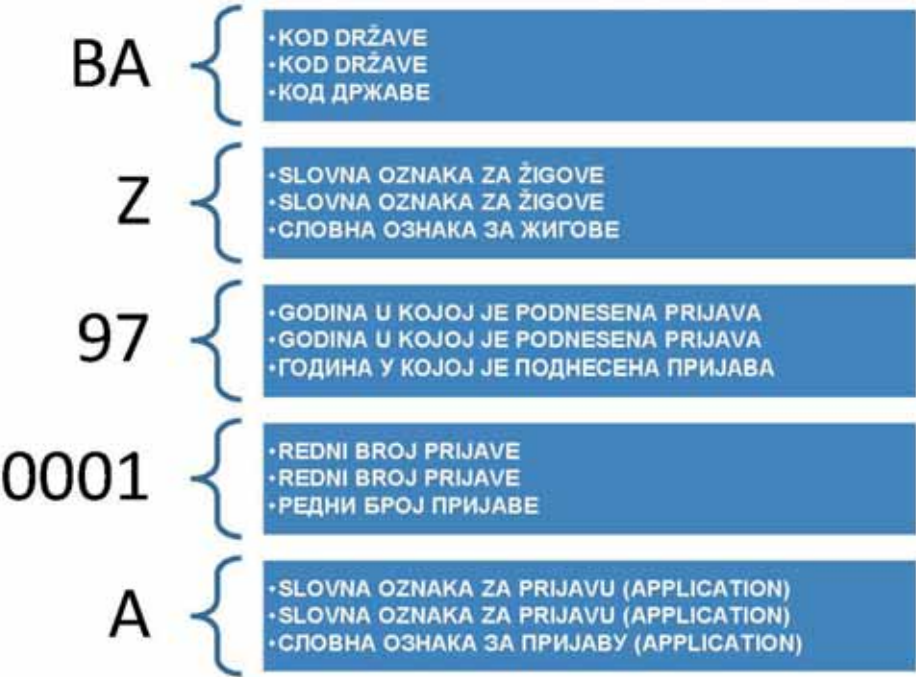 BA
•KOD DRŽAVE
•KOD DRŽAVE
•КОД ДРЖАВЕ
Z
•SLOVNA OZNAKA ZA ŽIGOVE
•SLOVNA OZNAKA ZA ŽIGOVE
•СЛОВНА ОЗНАКА ЗА ЖИГОВЕ
97
•GODINA U KOJOJ JE PODNESENA PRIJAVA
•GODINA U KOJOJ JE PODNESENA PRIJAVA
•ГОДИНА У КОЈОЈ ЈЕ ПОДНЕСЕНА ПРИЈАВА
0001
•REDNI BROJ PRIJAVE
•REDNI BROJ PRIJAVE
•РЕДНИ БРОЈ ПРИЈАВЕ
A
•SLOVNA OZNAKA ZA PRIJAVU (APPLICATION)
•SLOVNA OZNAKA ZA PRIJAVU (APPLICATION)
•СЛОВНА ОЗНАКА ЗА ПРИЈАВУ (APPLICATION)